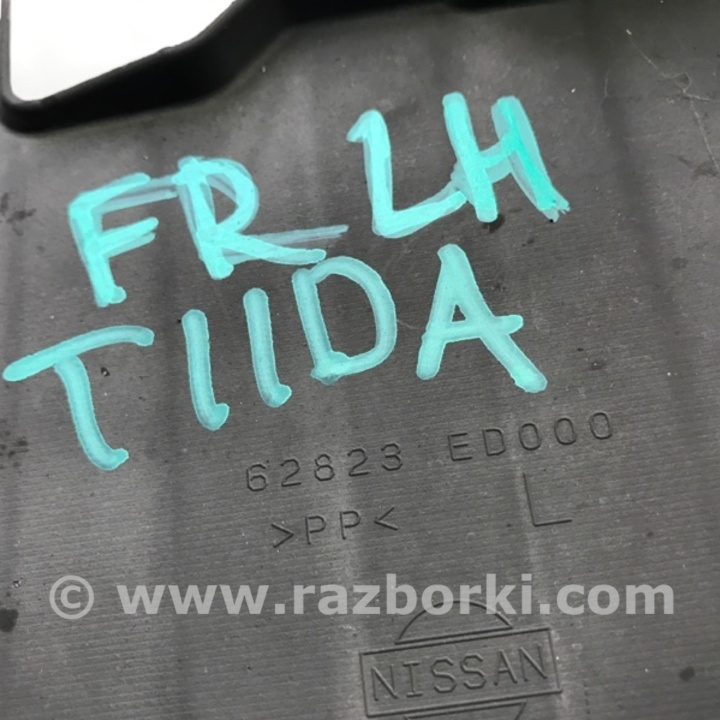 FR LH
TIIDA
62823 ED000
>PP< L
© www.razborki.com
NISSAN